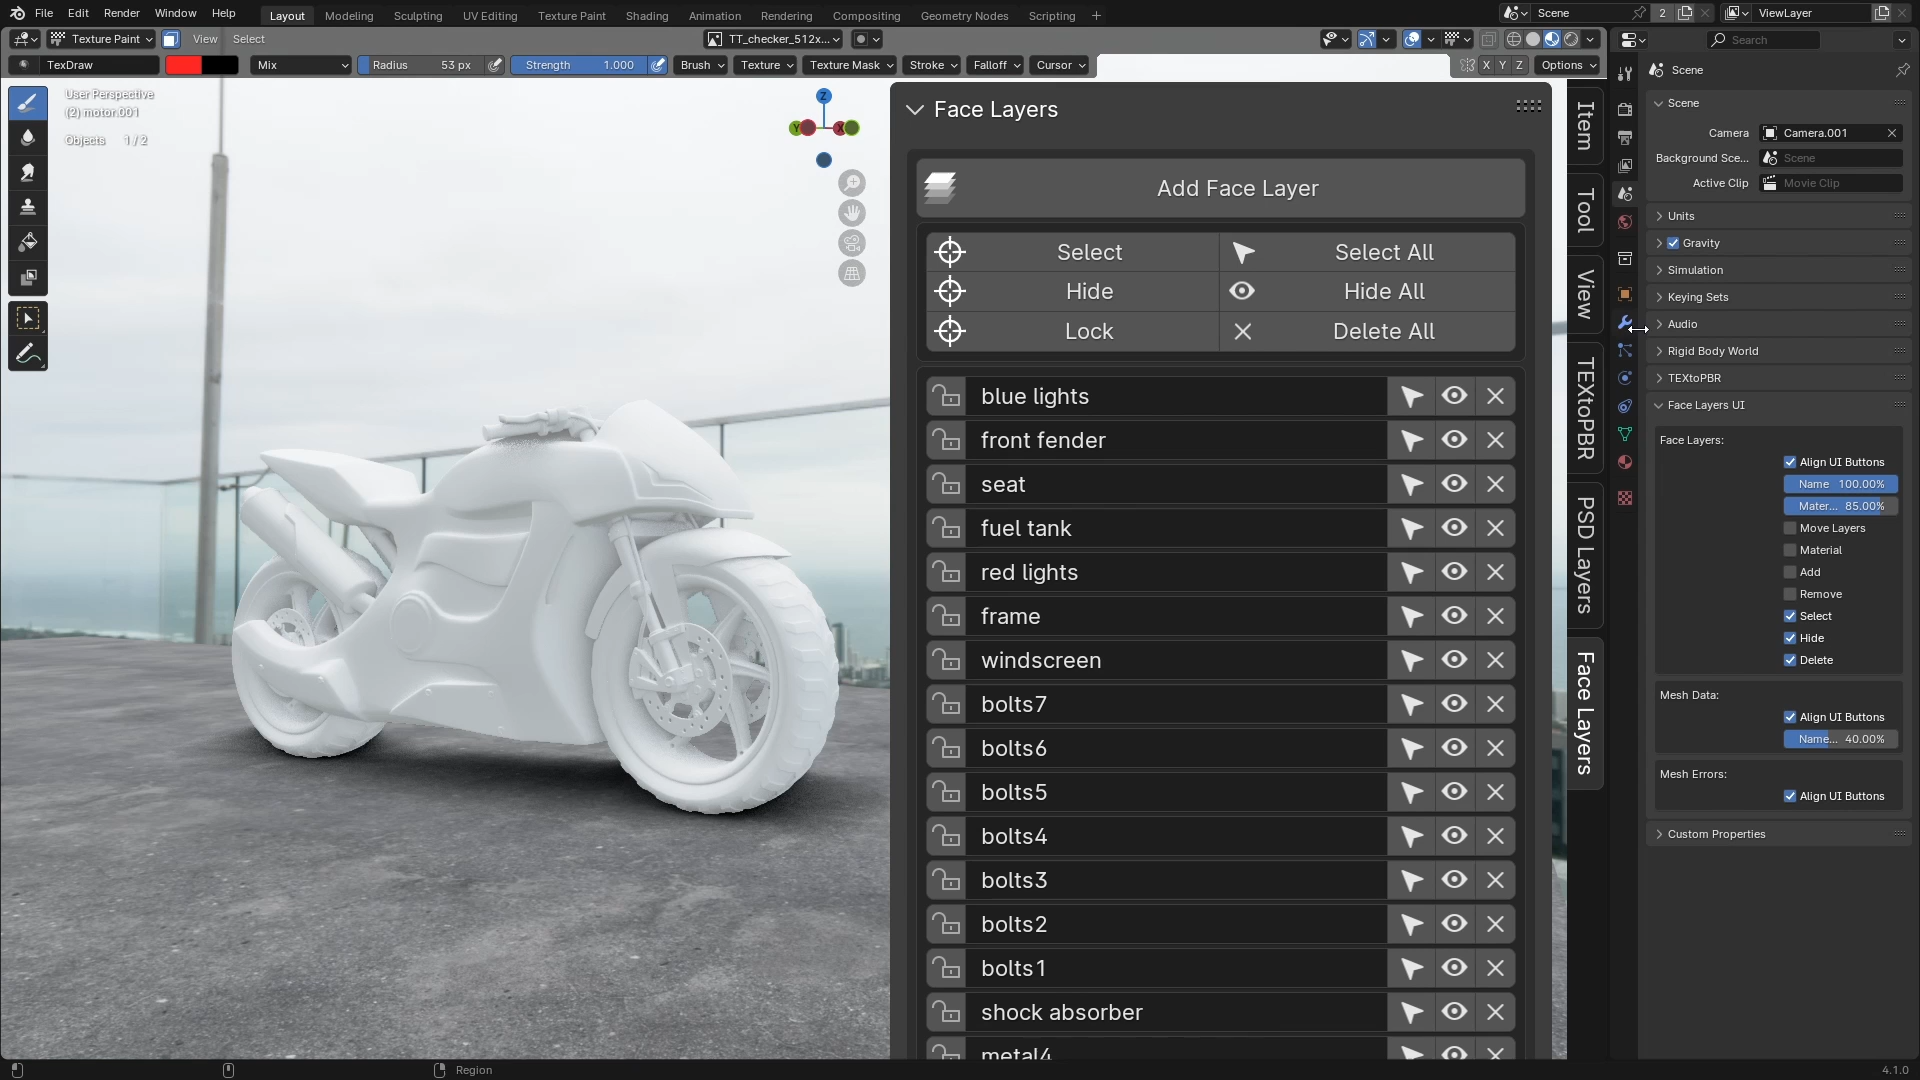 File Edit Render Window Help Layout Modeling Sculpting UV Editing Texture Paint Shading Animation Rendering Compositing Geometry Nodes Scripting + Scene 2 ViewLayer
Texture Paint View Select TT_checker_512x... Search
TexDraw Mix Radius 53 px Strength 1.000 Brush Texture Texture Mask Stroke Falloff Cursor X Y Z Options
User Perspective
(2) motor.001
Objects 1 / 2
Z
Y X
Face Layers
Add Face Layer
Select Select All
Hide Hide All
Lock Delete All
blue lights
front fender
seat
fuel tank
red lights
frame
windscreen
bolts7
bolts6
bolts5
bolts4
bolts3
bolts2
bolts1
shock absorber
metal4
Item
Tool
View
TEXtoPBR
PSD Layers
Face Layers
Scene
Scene
Camera Camera.001
Background Sce... Scene
Active Clip Movie Clip
Units
Gravity
Simulation
Keying Sets
Audio
Rigid Body World
TEXtoPBR
Face Layers UI
Face Layers:
Align UI Buttons
Name 100.00%
Mater... 85.00%
Move Layers
Material
Add
Remove
Select
Hide
Delete
Mesh Data:
Align UI Buttons
Name... 40.00%
Mesh Errors:
Align UI Buttons
Custom Properties
Region 4.1.0